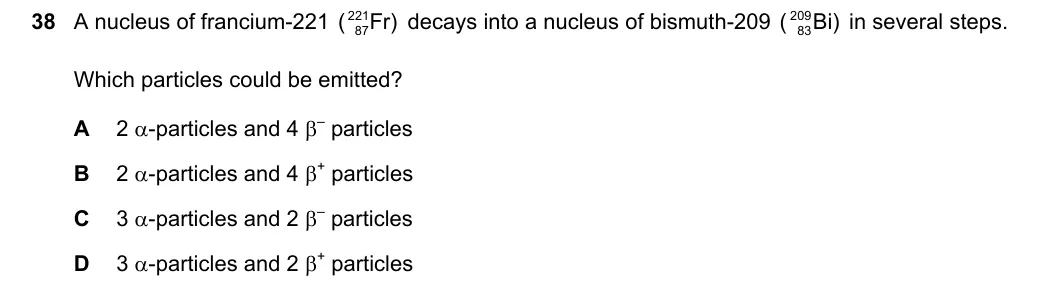 38 A nucleus of francium-221 (²²¹₈₇Fr) decays into a nucleus of bismuth-209 (²⁰⁹₈₃Bi) in several steps.
Which particles could be emitted?
A 2 α-particles and 4 β⁻ particles
B 2 α-particles and 4 β⁺ particles
C 3 α-particles and 2 β⁻ particles
D 3 α-particles and 2 β⁺ particles